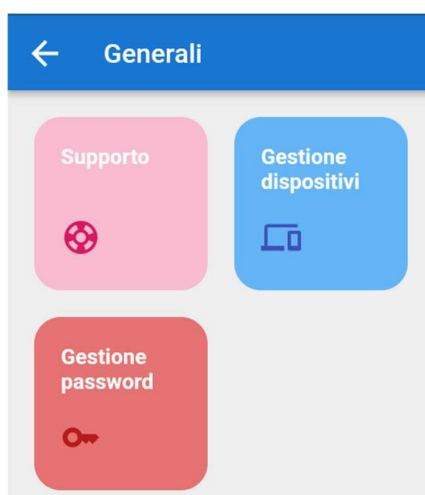 Generali
Supporto
Gestione
dispositivi
Gestione
password